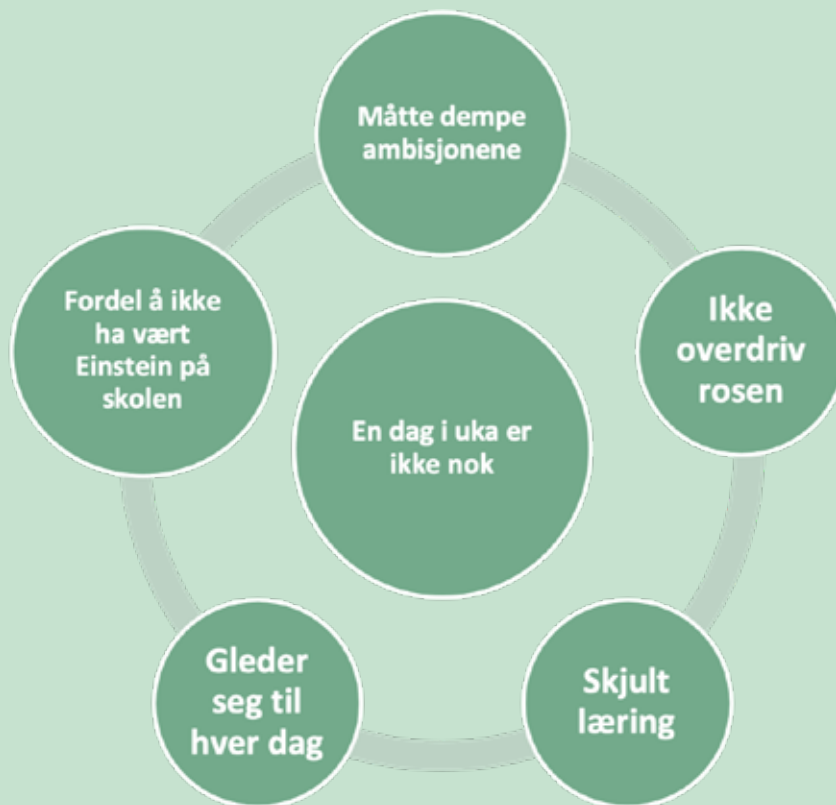 Måtte dempe
ambisjonene
Ikke
overdriv
rosen
Skjult
læring
Gleder
seg til
hver dag
Fordel å ikke
ha vært
Einstein på
skolen
En dag i uka er
ikke nok